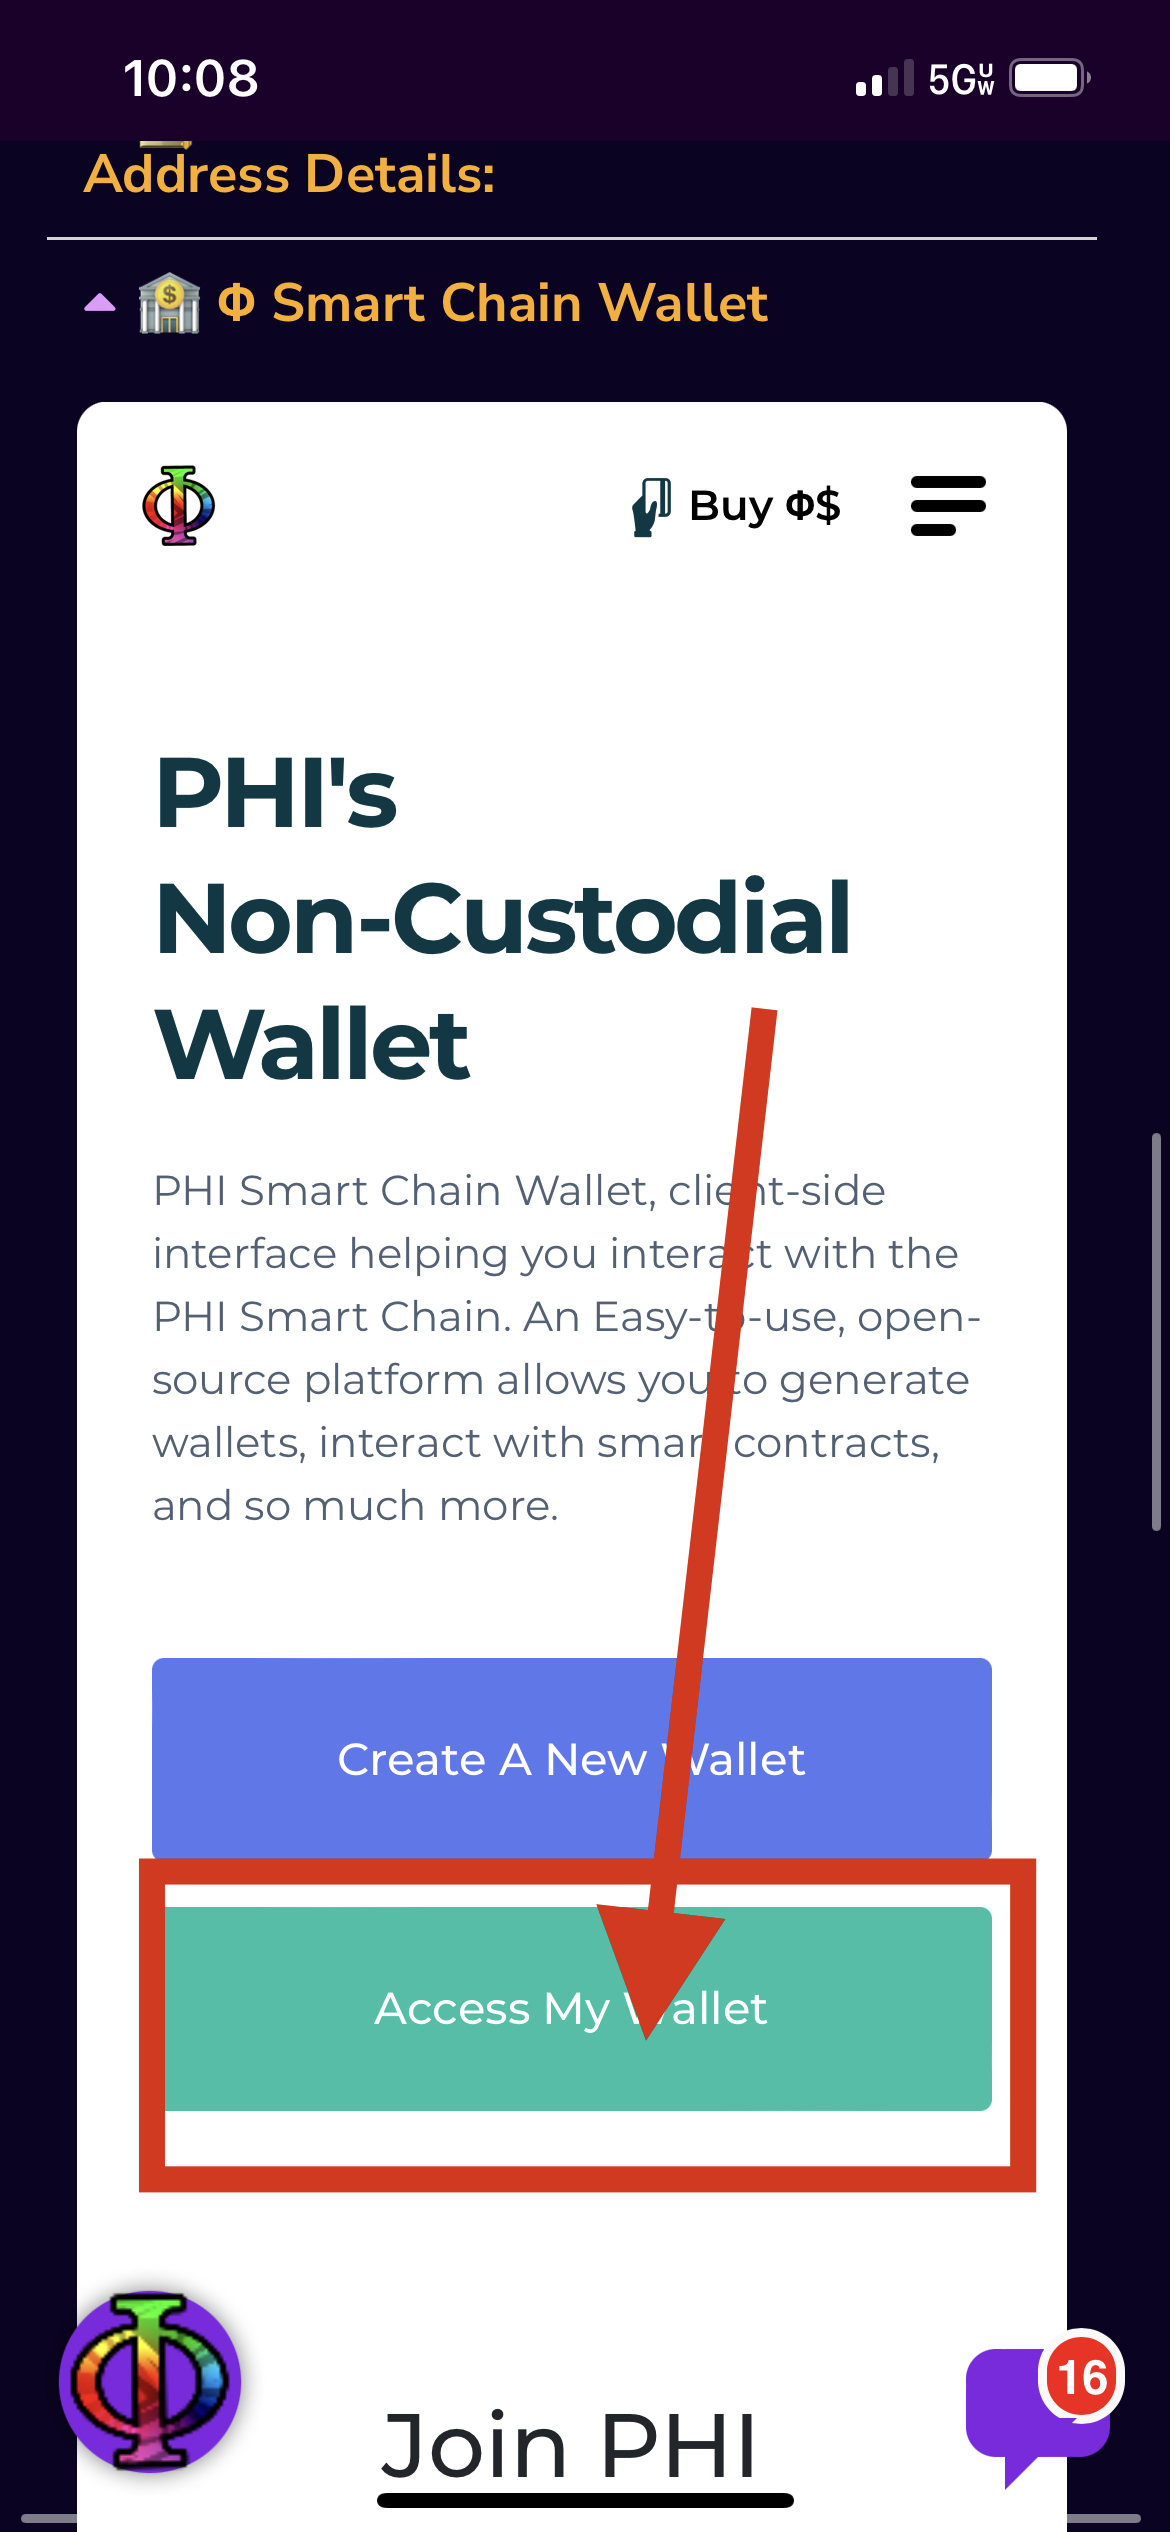 10:08
5G UW
Address Details:
Φ Smart Chain Wallet
Buy Φ$
PHI's
Non-Custodial
Wallet
PHI Smart Chain Wallet, client-side
interface helping you interact with the
PHI Smart Chain. An Easy-to-use, open-
source platform allows you to generate
wallets, interact with smart contracts,
and so much more.
Create A New Wallet
Access My Wallet
16
Join PHI